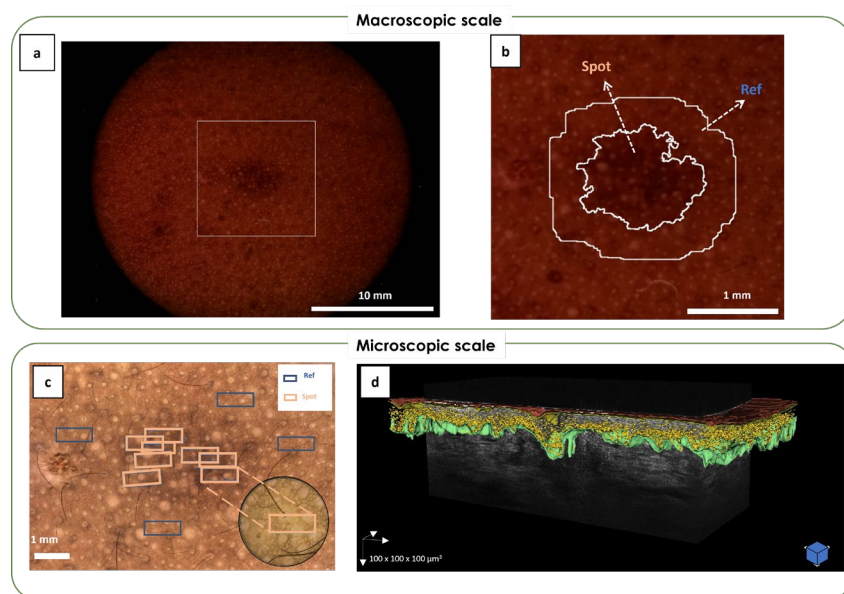 Macroscopic scale
a
10 mm
b
Spot
Ref
1 mm
Microscopic scale
c
Ref
Spot
1 mm
d
100 x 100 x 100 µm³